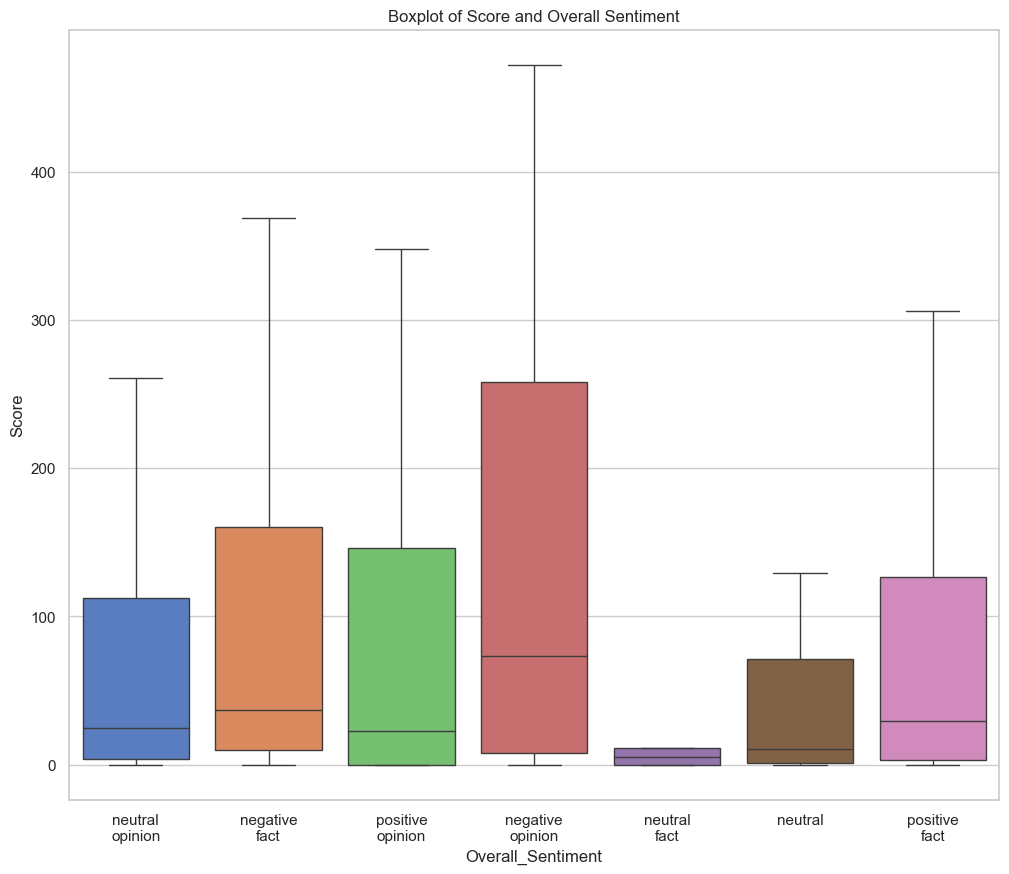 Boxplot of Score and Overall Sentiment
Score
400
300
200
100
0
neutral
opinion
negative
fact
positive
opinion
negative
opinion
neutral
fact
neutral
positive
fact
Overall_Sentiment